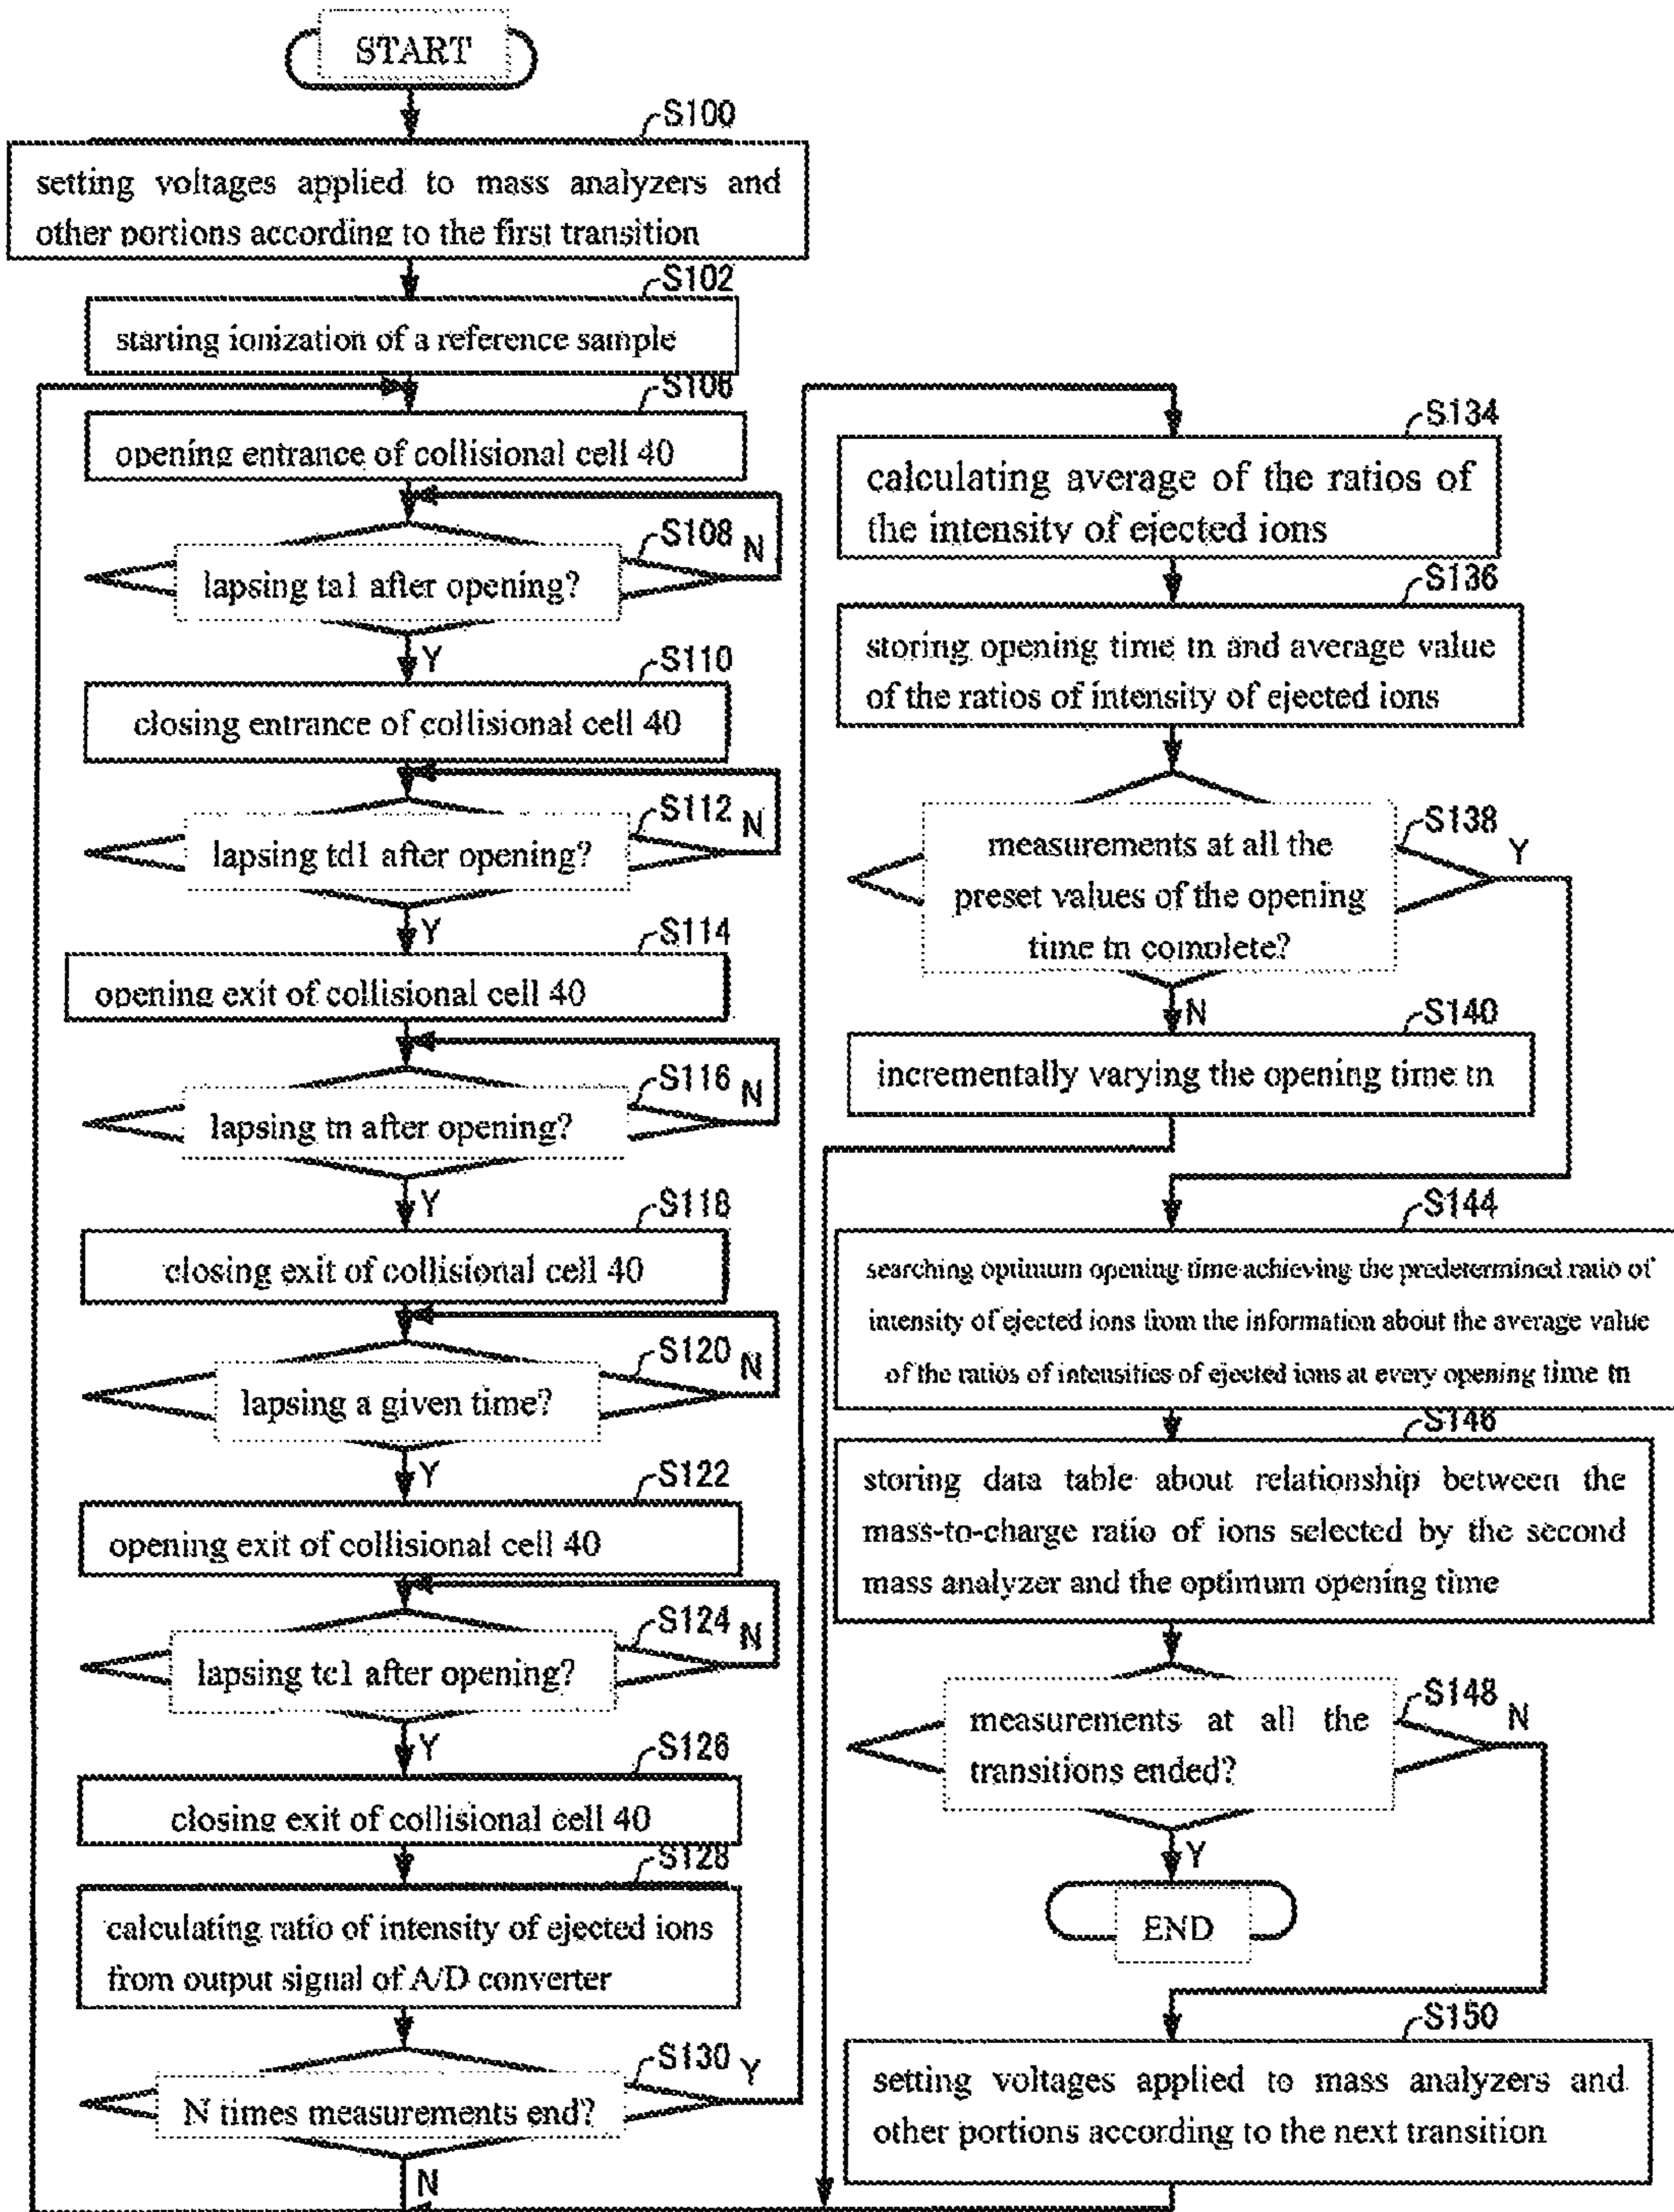 START
S100
setting voltages applied to mass analyzers and
other portions according to the first transition
S102
starting ionization of a reference sample
S106
opening entrance of collisional cell 40
S108
N
lapsing ta1 after opening?
Y
S110
closing entrance of collisional cell 40
S112
N
lapsing td1 after opening?
Y
S114
opening exit of collisional cell 40
S116
N
lapsing tn after opening?
Y
S118
closing exit of collisional cell 40
S120
N
lapsing a given time?
Y
S122
opening exit of collisional cell 40
S124
N
lapsing tc1 after opening?
Y
S126
closing exit of collisional cell 40
S128
calculating ratio of intensity of ejected ions
from output signal of A/D converter
S130
Y
N times measurements end?
N
S134
calculating average of the ratios of
the intensity of ejected ions
S136
storing opening time tn and average value
of the ratios of intensity of ejected ions
S138
Y
measurements at all the
preset values of the opening
time tn complete?
N
S140
incrementally varying the opening time tn
S144
searching optimum opening time achieving the predetermined ratio of
intensity of ejected ions from the information about the average value
of the ratios of intensities of ejected ions at every opening time tn
S146
storing data table about relationship between the
mass-to-charge ratio of ions selected by the second
mass analyzer and the optimum opening time
S148
N
measurements at all the
transitions ended?
Y
END
S150
setting voltages applied to mass analyzers and
other portions according to the next transition